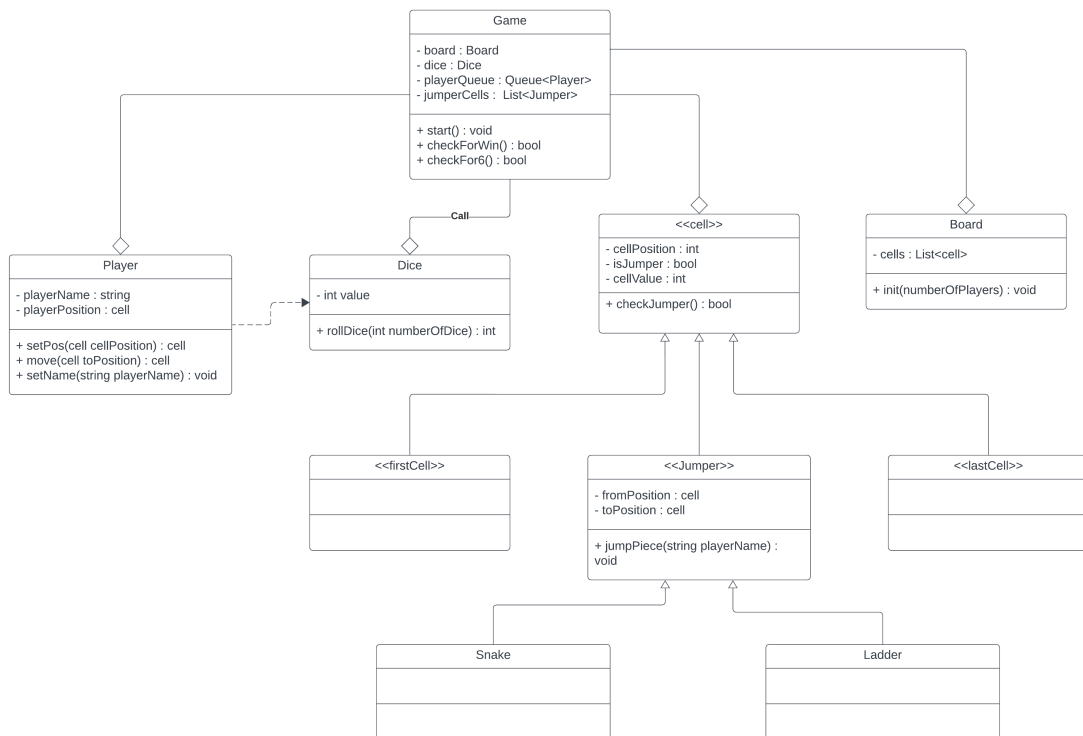 Game
- board : Board
- dice : Dice
- playerQueue : Queue<Player>
- jumperCells :  List<Jumper>
+ start() : void
+ checkForWin() : bool
+ checkFor6() : bool
Call
Player
- playerName : string
- playerPosition : cell
+ setPos(cell cellPosition) : cell
+ move(cell toPosition) : cell
+ setName(string playerName) : void
Dice
- int value
+ rollDice(int numberOfDice) : int
<<cell>>
- cellPosition : int
- isJumper : bool
- cellValue : int
+ checkJumper() : bool
Board
- cells : List<cell>
+ init(numberOfPlayers) : void
<<firstCell>>
<<Jumper>>
- fromPosition : cell
- toPosition : cell
+ jumpPiece(string playerName) :
void
<<lastCell>>
Snake
Ladder